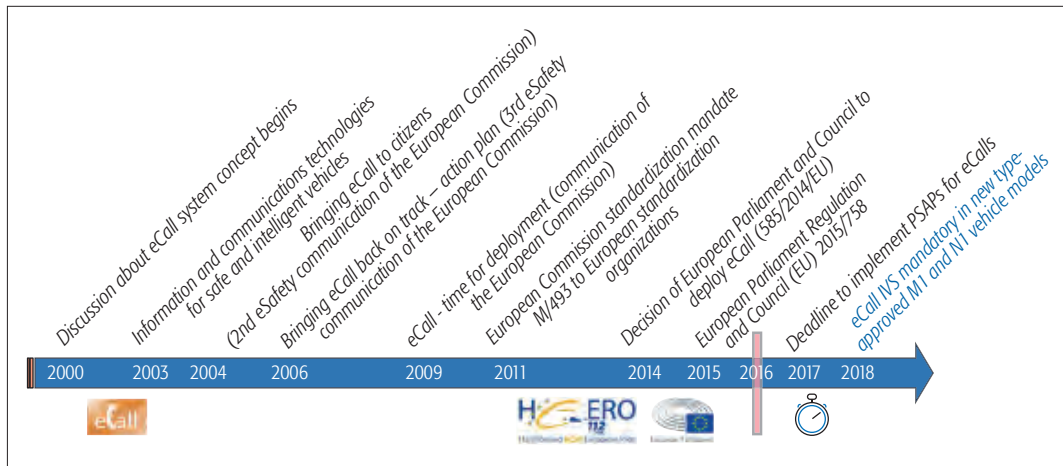 Discussion about eCall system concept begins
Information and communications technologies
for safe and intelligent vehicles
Bringing eCall to citizens
(2nd eSafety communication of the European Commission)
Bringing eCall back on track – action plan (3rd eSafety
communication of the European Commission)
eCall - time for deployment (communication of
the European Commission)
European Commission standardization mandate
M/493 to European standardization
organizations
Decision of European Parliament and Council to
deploy eCall (585/2014/EU)
European Parliament Regulation
and Council (EU) 2015/758
Deadline to implement PSAPs for eCalls
eCall IVS mandatory in new type-
approved M1 and N1 vehicle models
2000 2003 2004 2006 2009 2011 2014 2015 2016 2017 2018
eCall
H ERO
112